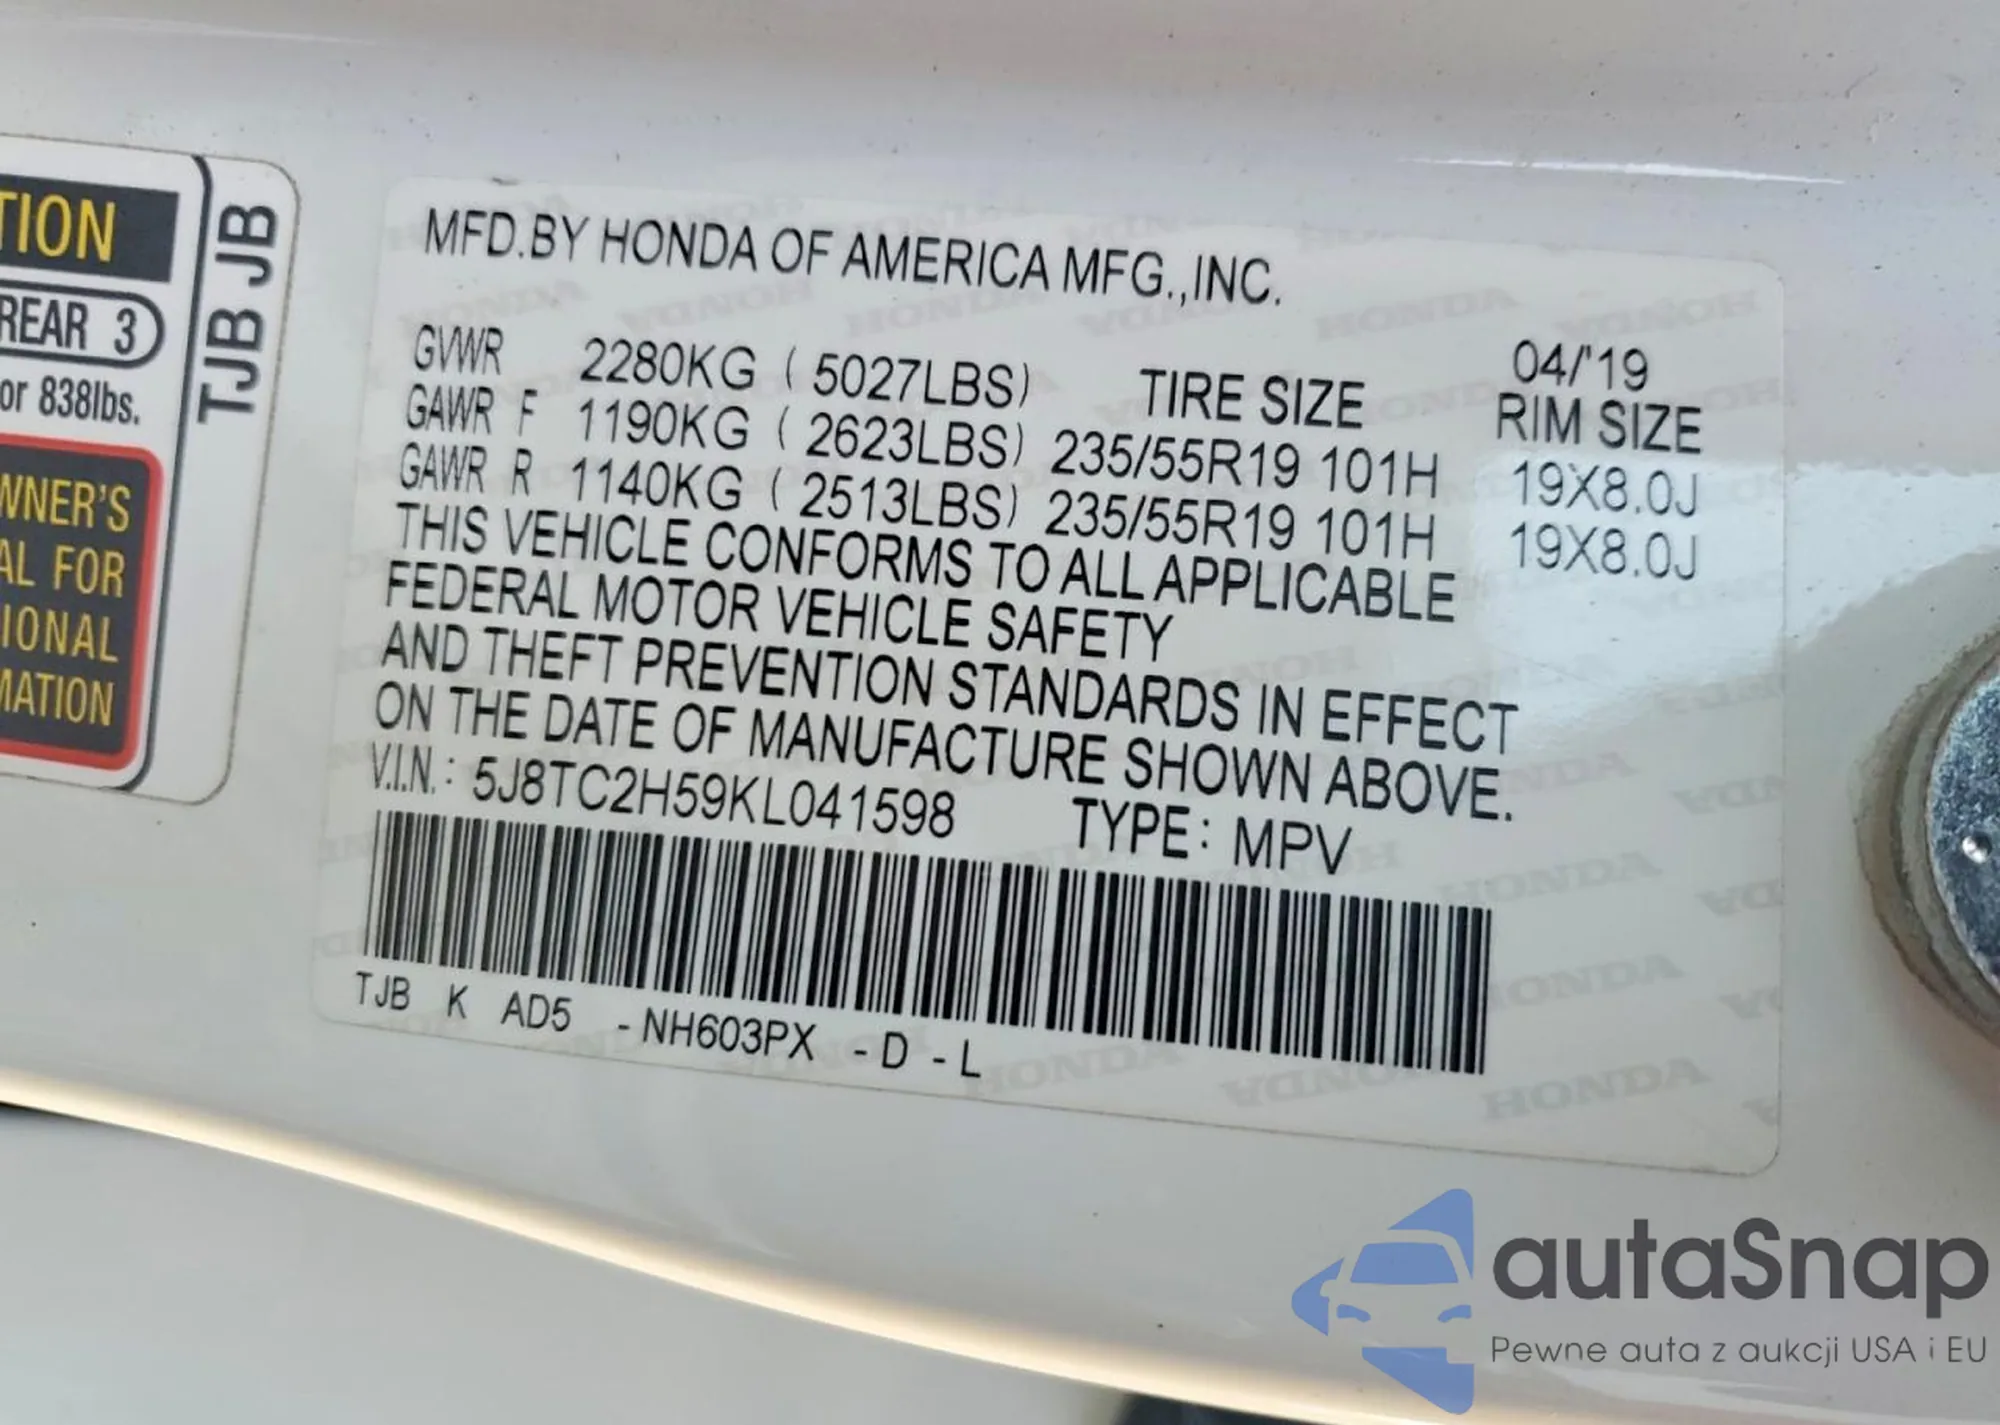 TION
REAR 3
or 838lbs.
WNER'S
AL FOR
IONAL
MATION
TJB JB
MFD.BY HONDA OF AMERICA MFG.,INC.
04/'19
GVWR 2280KG ( 5027LBS) TIRE SIZE RIM SIZE
GAWR F 1190KG ( 2623LBS) 235/55R19 101H 19X8.0J
GAWR R 1140KG ( 2513LBS) 235/55R19 101H 19X8.0J
THIS VEHICLE CONFORMS TO ALL APPLICABLE
FEDERAL MOTOR VEHICLE SAFETY
AND THEFT PREVENTION STANDARDS IN EFFECT
ON THE DATE OF MANUFACTURE SHOWN ABOVE.
V.I.N.: 5J8TC2H59KL041598 TYPE: MPV
TJB K AD5 -NH603PX -D -L
autaSnap
Pewne auta z aukcji USA i EU